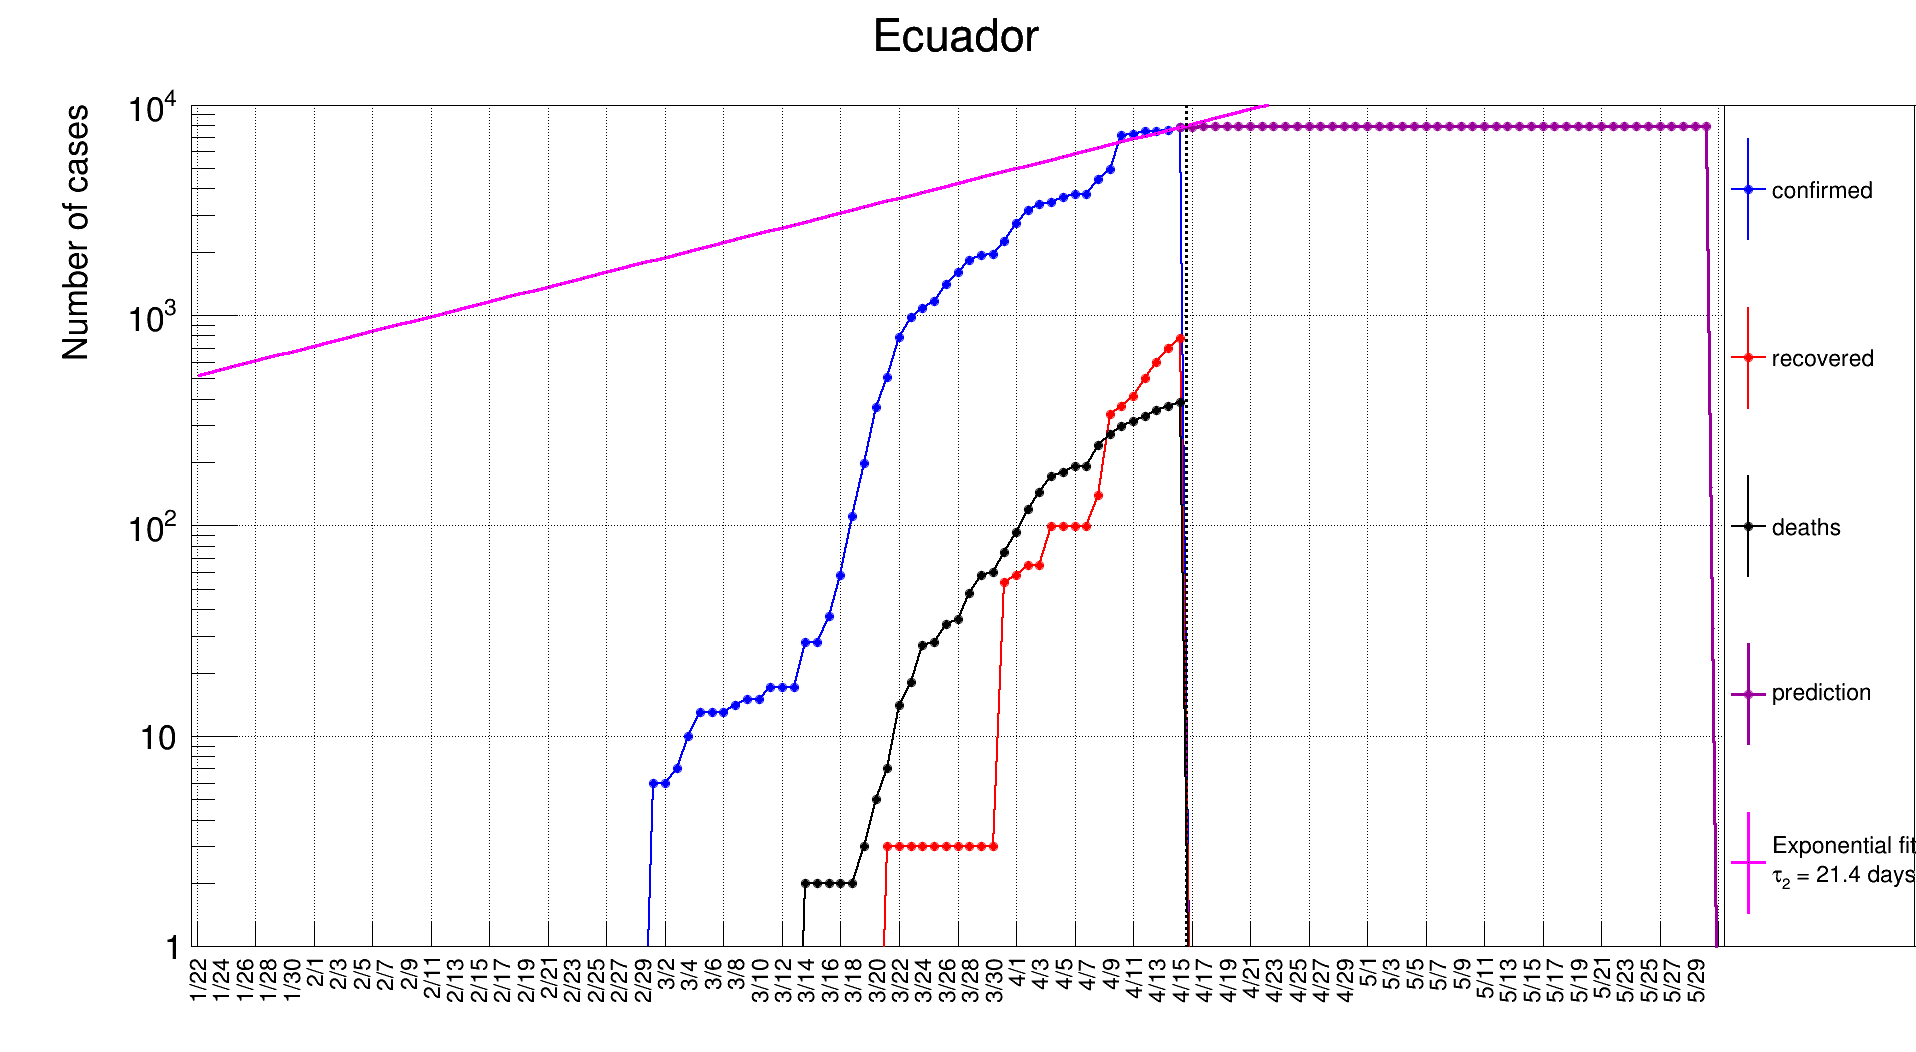 Ecuador
Number of cases
10⁴
10³
10²
10
1
1/22 1/24 1/26 1/28 1/30 2/1 2/3 2/5 2/7 2/9 2/11 2/13 2/15 2/17 2/19 2/21 2/23 2/25 2/27 2/29 3/2 3/4 3/6 3/8 3/10 3/12 3/14 3/16 3/18 3/20 3/22 3/24 3/26 3/28 3/30 4/1 4/3 4/5 4/7 4/9 4/11 4/13 4/15 4/17 4/19 4/21 4/23 4/25 4/27 4/29 5/1 5/3 5/5 5/7 5/9 5/11 5/13 5/15 5/17 5/19 5/21 5/23 5/25 5/27 5/29
confirmed
recovered
deaths
prediction
Exponential fit
τ₂ = 21.4 days